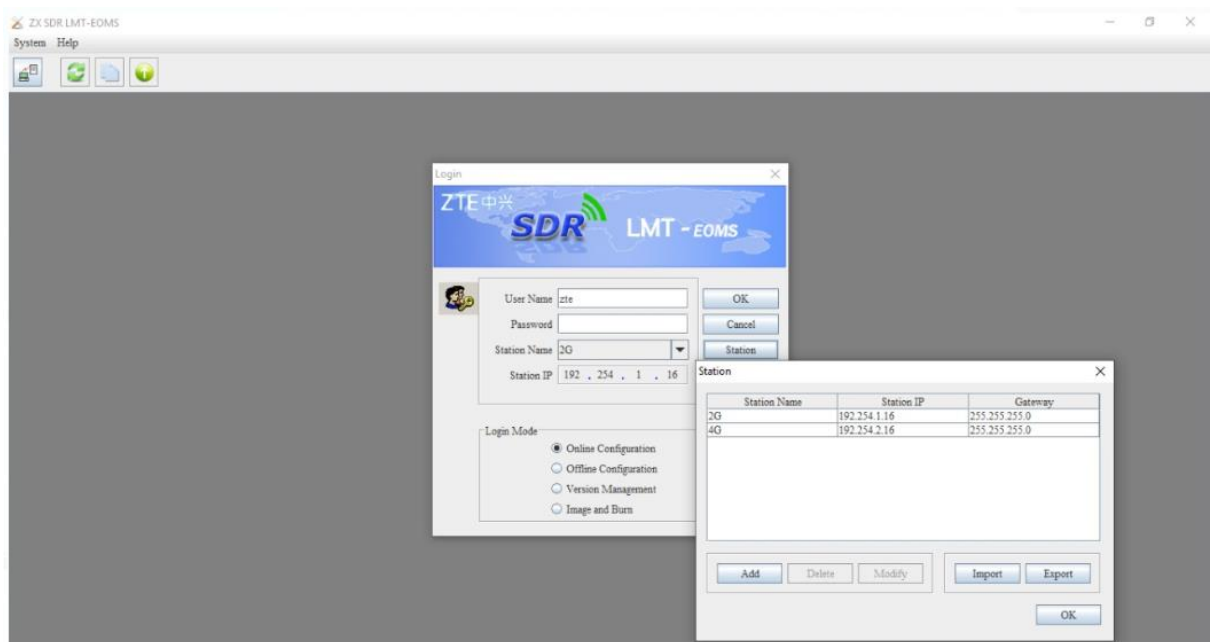 ZX SDR LMT-EOMS
System Help
Login
ZTE中兴
SDR LMT - EOMS
User Name zte OK
Password Cancel
Station Name 2G Station
Station IP 192 . 254 . 1 . 16
Login Mode
Online Configuration
Offline Configuration
Version Management
Image and Burn
Station
Station Name Station IP Gateway
2G 192.254.1.16 255.255.255.0
4G 192.254.2.16 255.255.255.0
Add Delete Modify Import Export
OK